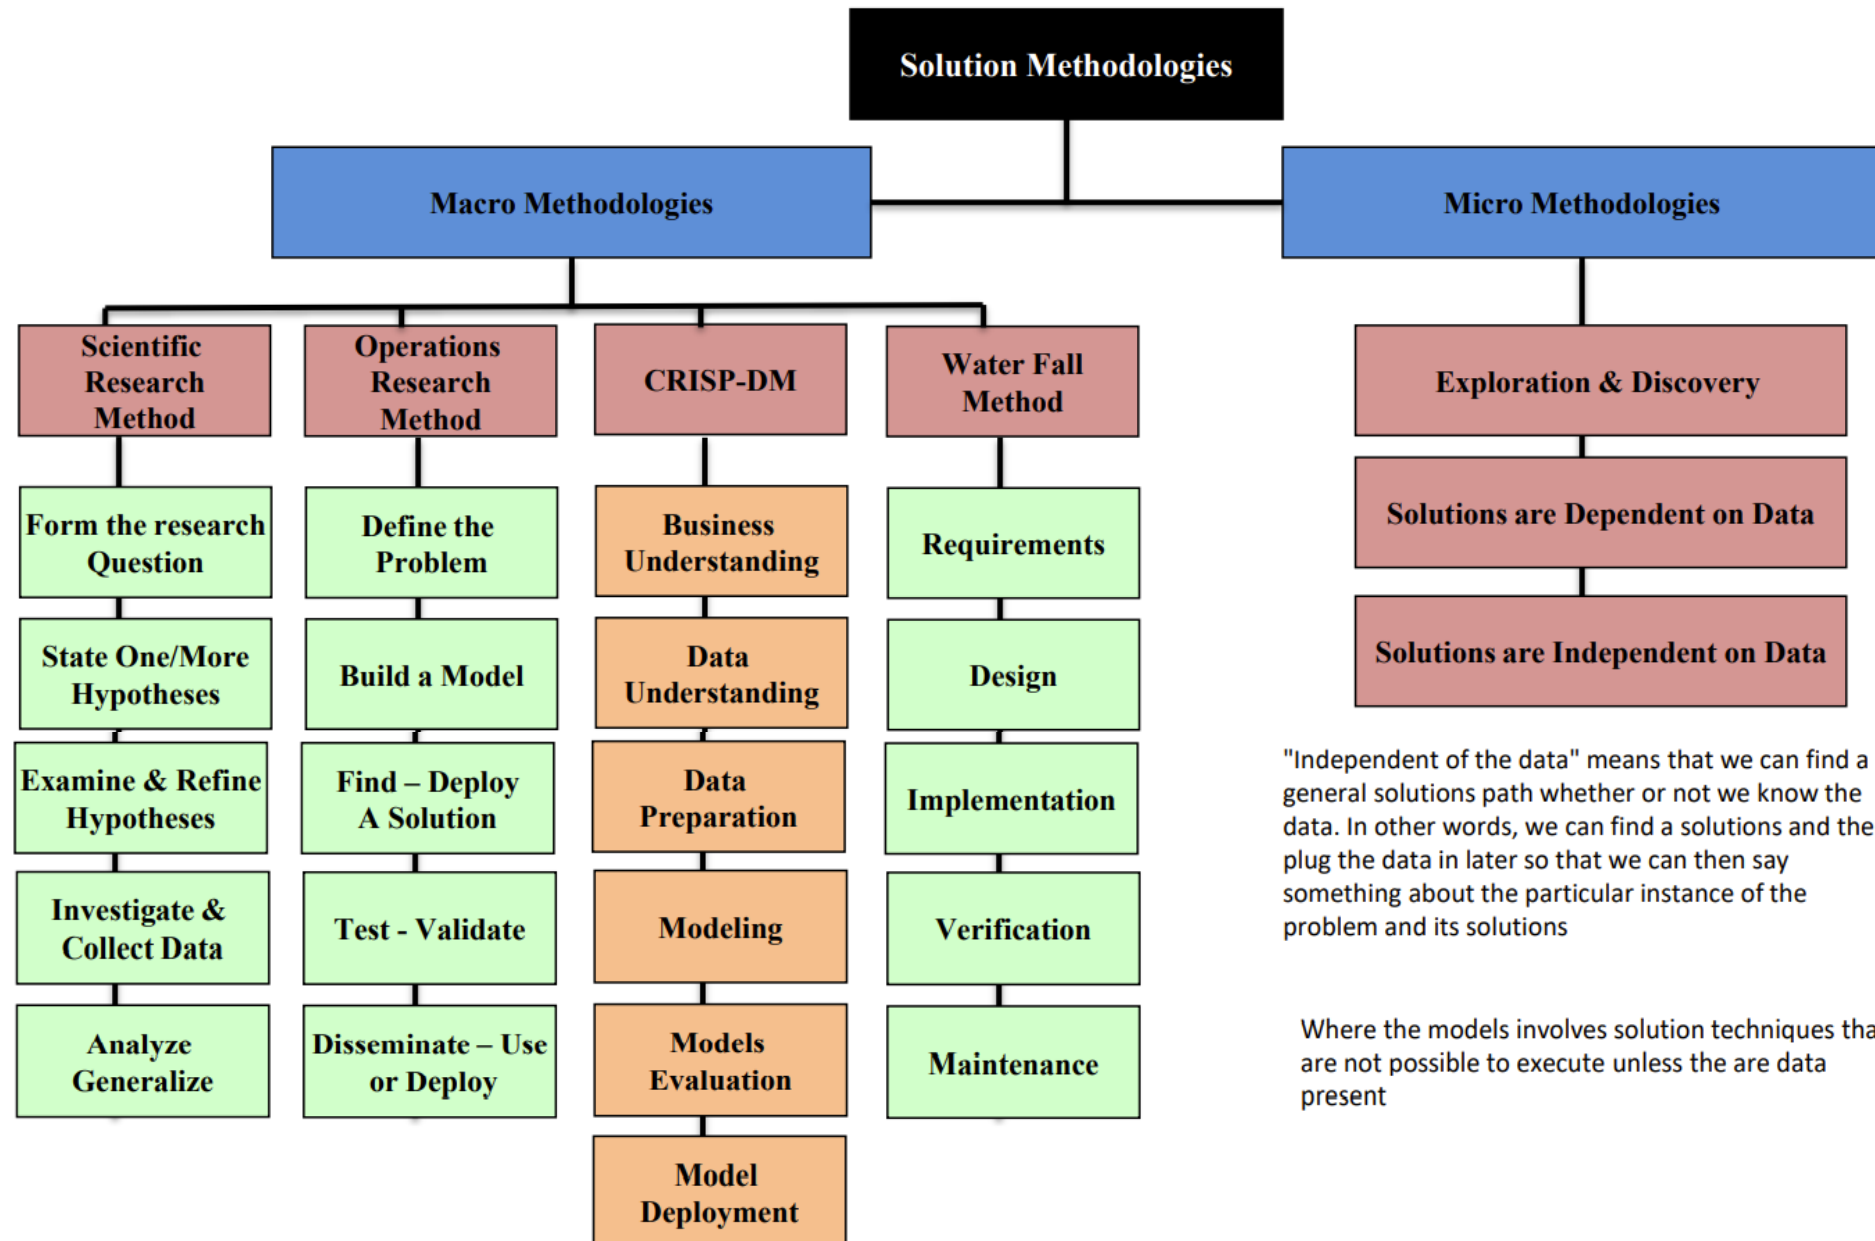 Solution Methodologies
Macro Methodologies
Micro Methodologies
Scientific
Research
Method
Operations
Research
Method
CRISP-DM
Water Fall
Method
Exploration & Discovery
Form the research
Question
Define the
Problem
Business
Understanding
Requirements
Solutions are Dependent on Data
State One/More
Hypotheses
Build a Model
Data
Understanding
Design
Solutions are Independent on Data
Examine & Refine
Hypotheses
Find – Deploy
A Solution
Data
Preparation
Implementation
Investigate &
Collect Data
Test - Validate
Modeling
Verification
Analyze
Generalize
Disseminate – Use
or Deploy
Models
Evaluation
Maintenance
Model
Deployment
"Independent of the data" means that we can find a
general solutions path whether or not we know the
data. In other words, we can find a solutions and the
plug the data in later so that we can then say
something about the particular instance of the
problem and its solutions
Where the models involves solution techniques
are not possible to execute unless the are data
present